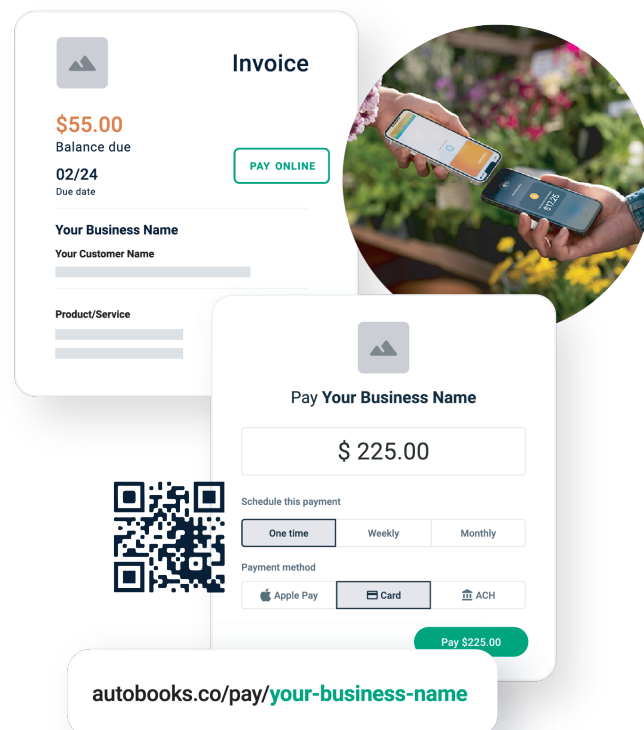 Invoice
$55.00
Balance due
PAY ONLINE
02/24
Due date
Your Business Name
Your Customer Name
Product/Service
$17.25
Pay Your Business Name
$ 225.00
Schedule this payment
One time
Weekly
Monthly
Payment method
Apple Pay
Card
ACH
Pay $225.00
autobooks.co/pay/your-business-name